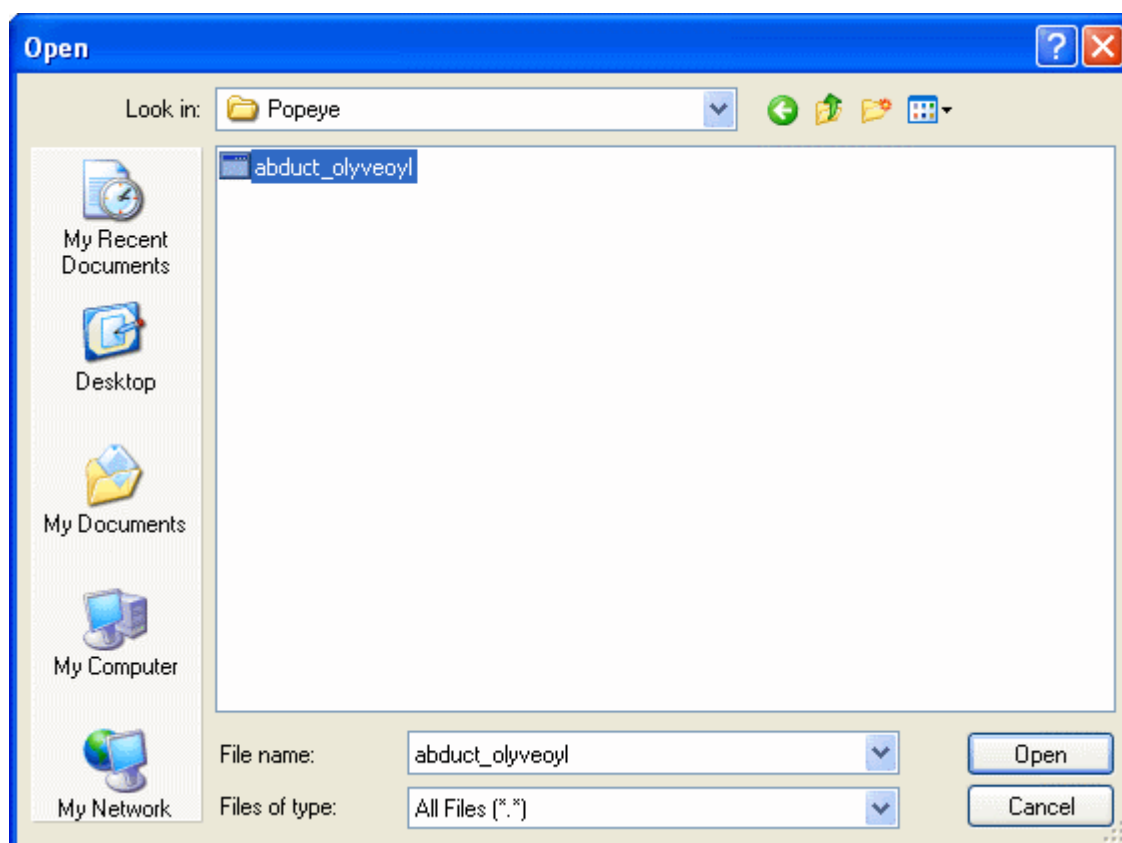 Open
Look in: Popeye
abduct_olyveoyl
My Recent
Documents
Desktop
My Documents
My Computer
My Network
File name: abduct_olyveoyl Open
Files of type: All Files (*.*) Cancel